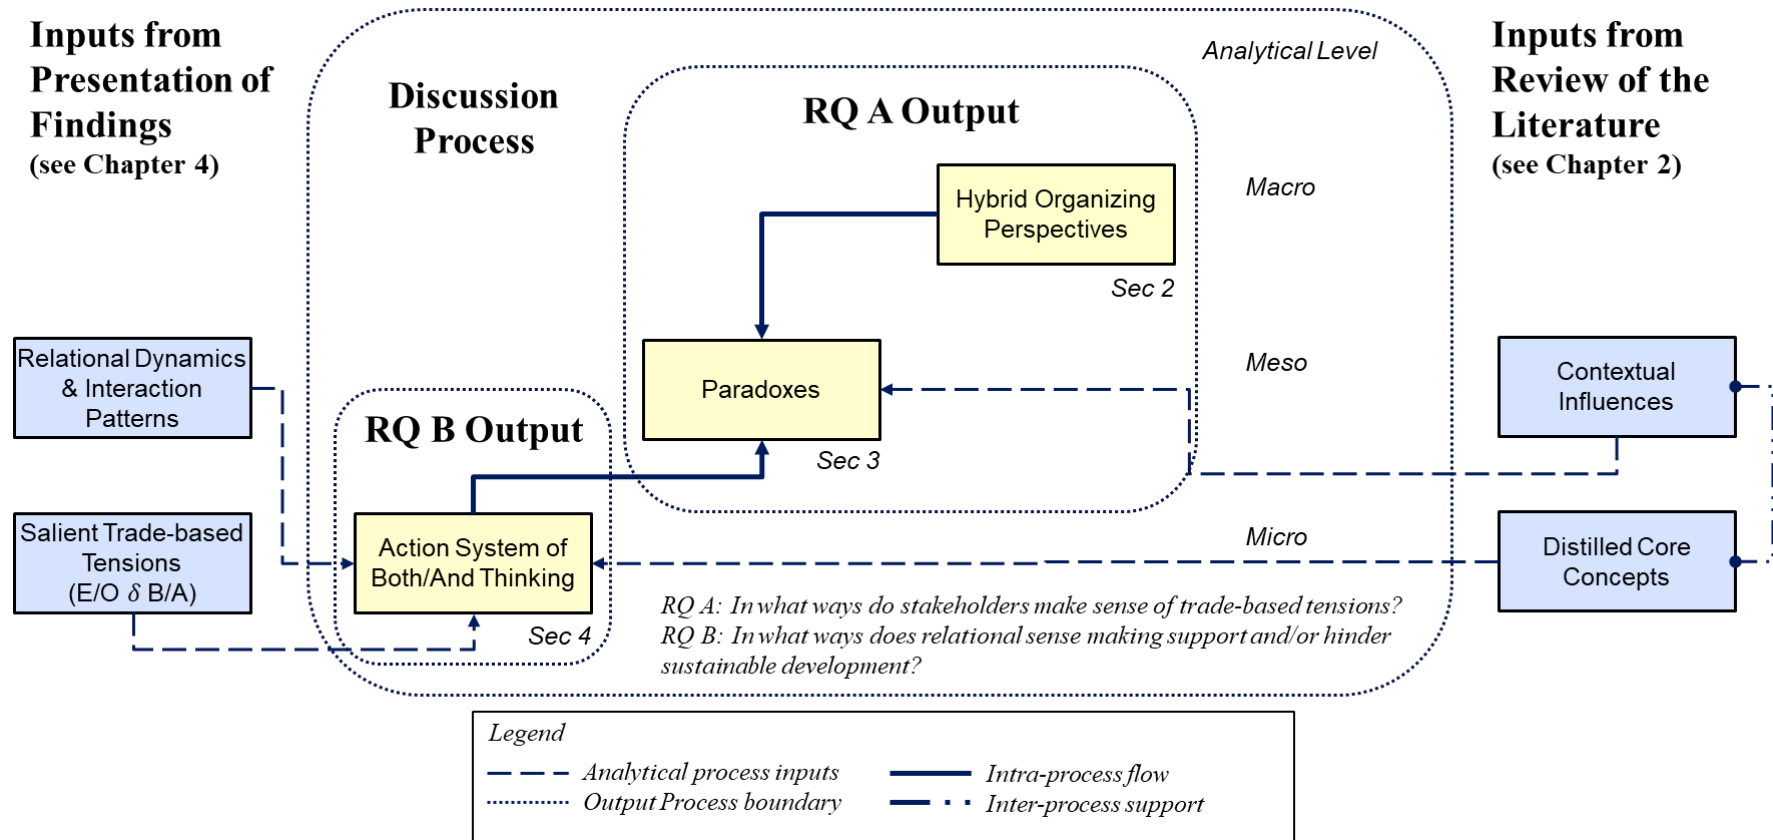 Inputs from
Presentation of
Findings
(see Chapter 4)
Discussion
Process
Analytical Level
RQ A Output
Inputs from
Review of the
Literature
(see Chapter 2)
Hybrid Organizing
Perspectives
Sec 2
Macro
Relational Dynamics
& Interaction
Patterns
Paradoxes
Sec 3
Meso
Contextual
Influences
RQ B Output
Salient Trade-based
Tensions
(E/O δ B/A)
Action System of
Both/And Thinking
Sec 4
Micro
Distilled Core
Concepts
RQ A: In what ways do stakeholders make sense of trade-based tensions?
RQ B: In what ways does relational sense making support and/or hinder
sustainable development?
Legend
Analytical process inputs
Intra-process flow
Output Process boundary
Inter-process support